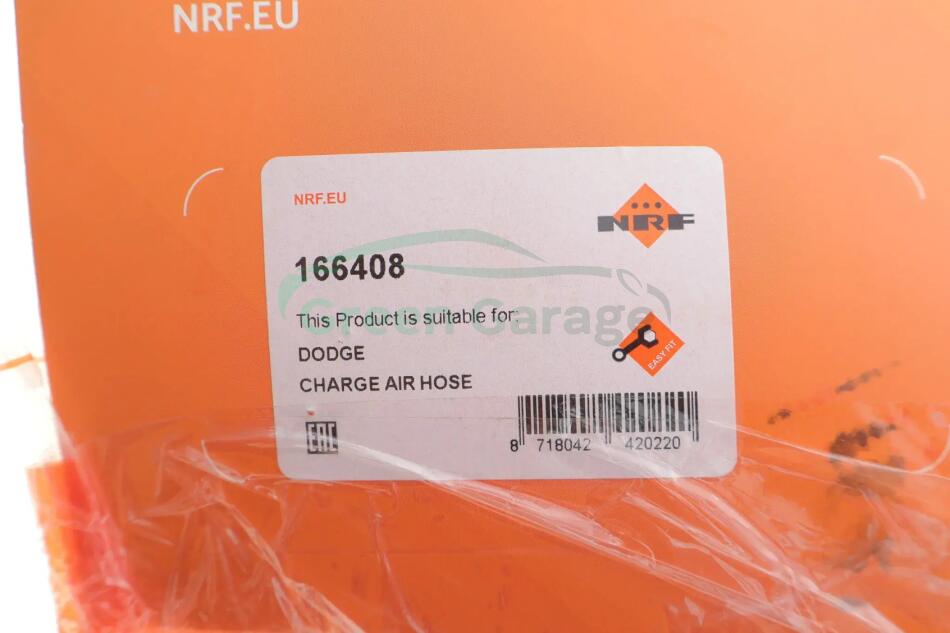 NRF.EU
NRF.EU
NRF
166408
Green Garage
This Product is suitable for:
DODGE
EASY FIT
CHARGE AIR HOSE
EAC
8 718042 420220